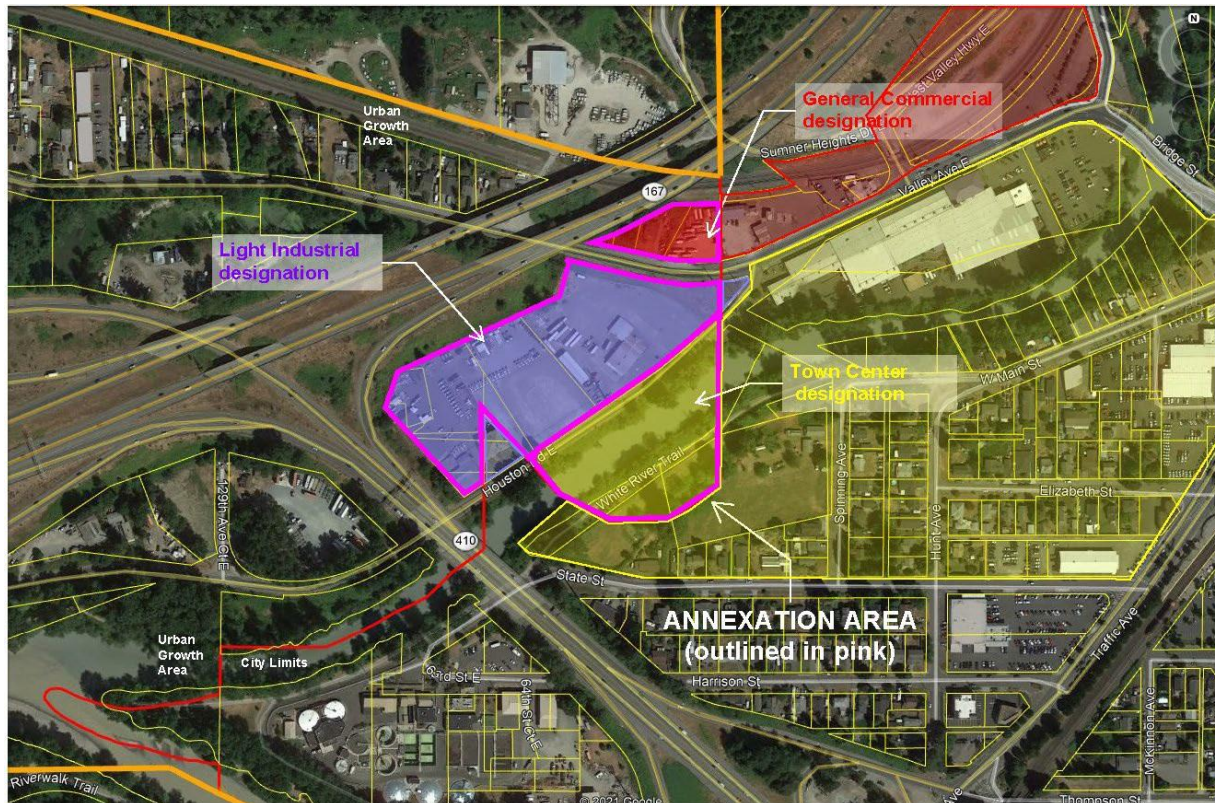 N
Urban
Growth
Area
General Commercial
designation
Valley Hwy E
Sumner Heights
Bridge St
Valley Ave E
167
Light Industrial
designation
Town Center
designation
W Main St
Houston Rd E
White River Trail
Spinning Ave
Hunt Ave
Elizabeth St
129th Ave Ct E
410
State St
ANNEXATION AREA
(outlined in pink)
Traffic Ave
Urban
Growth
Area
City Limits
62nd St E
64th St Ct E
Harrison St
McKinnon Ave
Riverwalk Trail
© 2021 Google
Ave
Thompson St